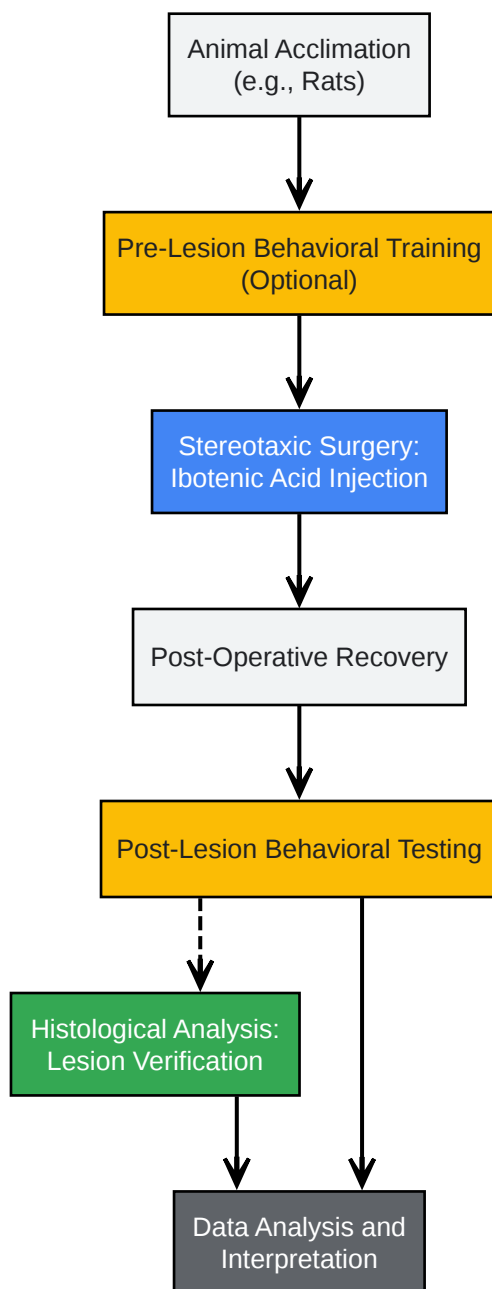 Animal Acclimation
(e.g., Rats)
Pre-Lesion Behavioral Training
(Optional)
Stereotaxic Surgery:
Ibotenic Acid Injection
Post-Operative Recovery
Post-Lesion Behavioral Testing
Histological Analysis:
Lesion Verification
Data Analysis and
Interpretation